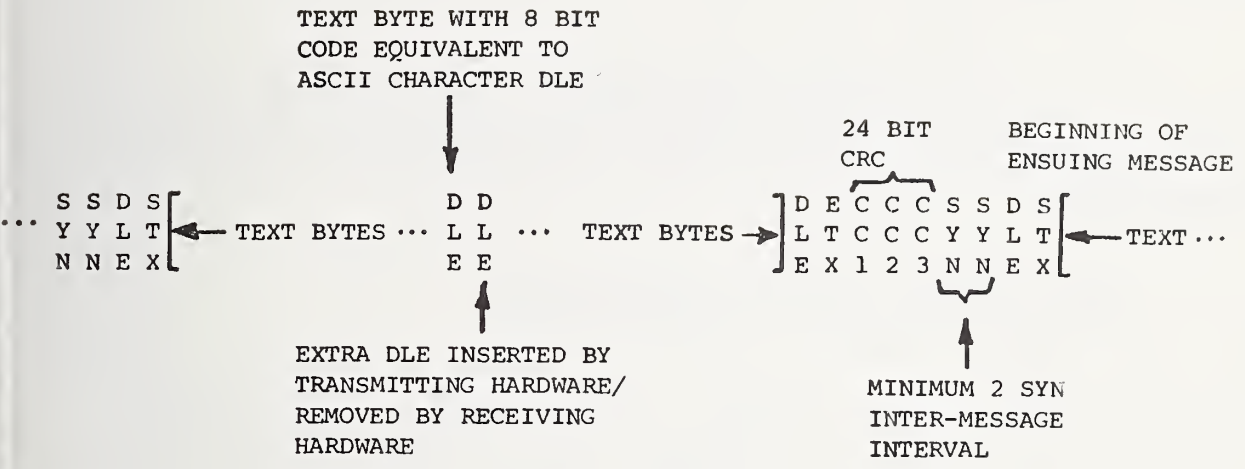 TEXT BYTE WITH 8 BIT
CODE EQUIVALENT TO
ASCII CHARACTER DLE
24 BIT
CRC
BEGINNING OF
ENSUING MESSAGE
S S D S D D D E C C C S S D S
... Y Y L T TEXT BYTES ... L L ... TEXT BYTES L T C C C Y Y L T TEXT ...
N N E X E E E X 1 2 3 N N E X
EXTRA DLE INSERTED BY
TRANSMITTING HARDWARE/
REMOVED BY RECEIVING
HARDWARE
MINIMUM 2 SYN
INTER-MESSAGE
INTERVAL